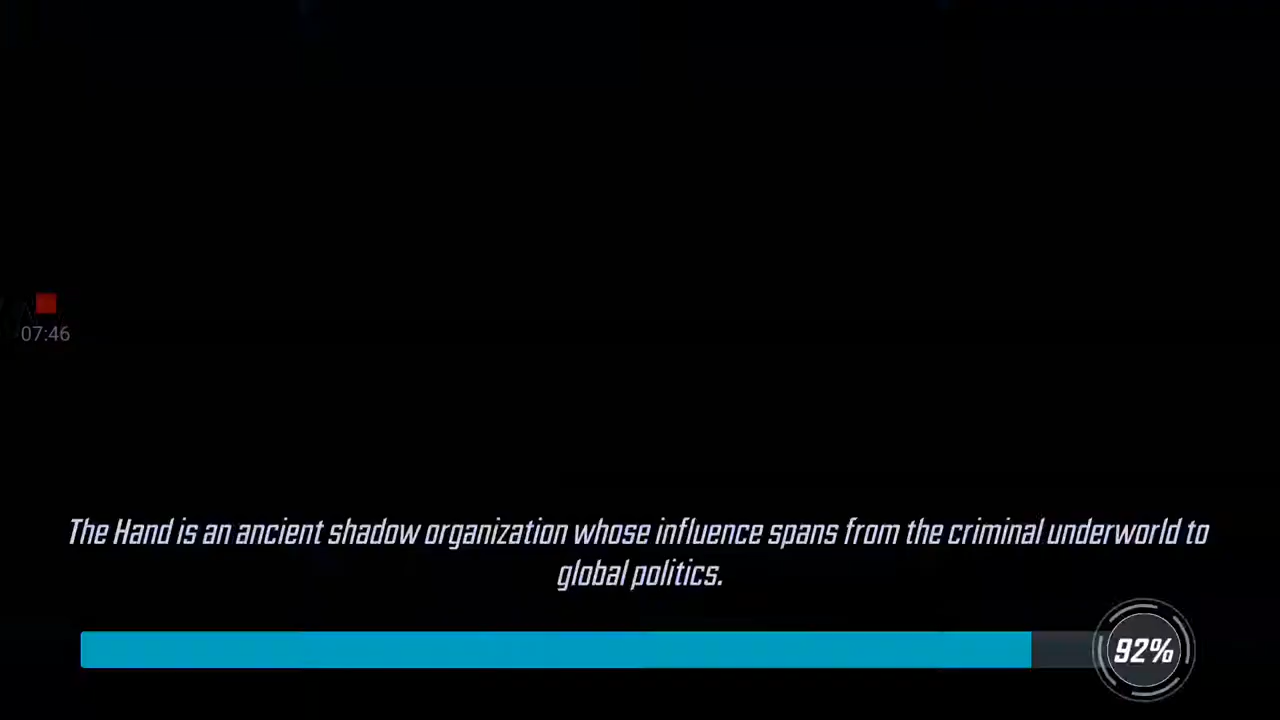 07:46
The Hand is an ancient shadow organization whose influence spans from the criminal underworld to
global politics.
92%